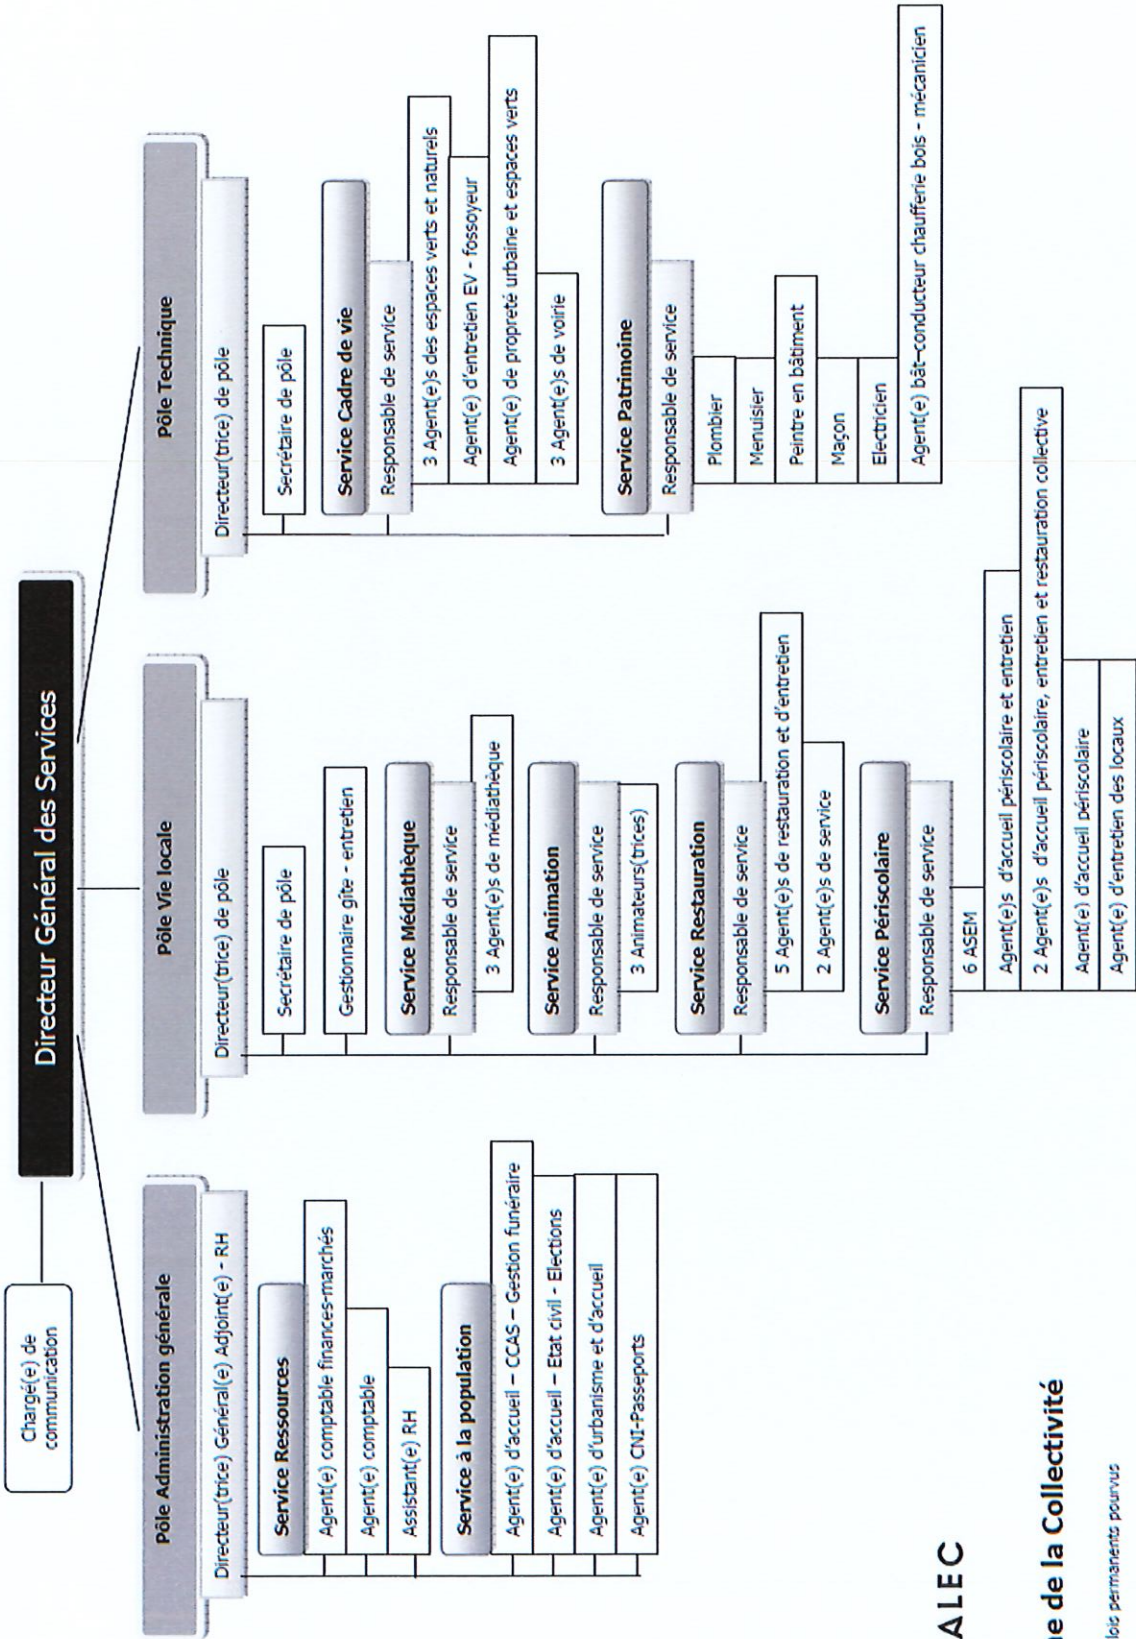 Chargé(e) de
communication
Directeur Général des Services
Pôle Administration générale
Directeur(trice) Général(e) Adjoint(e) - RH
Service Ressources
Agent(e) comptable finances-marchés
Agent(e) comptable
Assistant(e) RH
Service à la population
Agent(e) d'accueil – CCAS – Gestion funéraire
Agent(e) d'accueil – Etat civil - Elections
Agent(e) d'urbanisme et d'accueil
Agent(e) CNI-Passeports
Pôle Vie locale
Directeur(trice) de pôle
Secrétaire de pôle
Gestionnaire gîte - entretien
Service Médiathèque
Responsable de service
3 Agent(e)s de médiathèque
Service Animation
Responsable de service
3 Animateurs(trices)
Service Restauration
Responsable de service
5 Agent(e)s de restauration et d'entretien
2 Agent(e)s de service
Service Périscolaire
Responsable de service
6 ASEM
Agent(e)s d'accueil périscolaire et entretien
2 Agent(e)s d'accueil périscolaire, entretien et restauration collective
Agent(e) d'accueil périscolaire
Agent(e) d'entretien des locaux
Pôle Technique
Directeur(trice) de pôle
Secrétaire de pôle
Service Cadre de vie
Responsable de service
3 Agent(e)s des espaces verts et naturels
Agent(e) d'entretien EV - fossoyeur
Agent(e) de propreté urbaine et espaces verts
3 Agent(e)s de voirie
Service Patrimoine
Responsable de service
Plombier
Menuisier
Peintre en bâtiment
Maçon
Electricien
Agent(e) bât-conducteur chaufferie bois - mécanicien
ALEC
e de la Collectivité
lois permanents pourvus